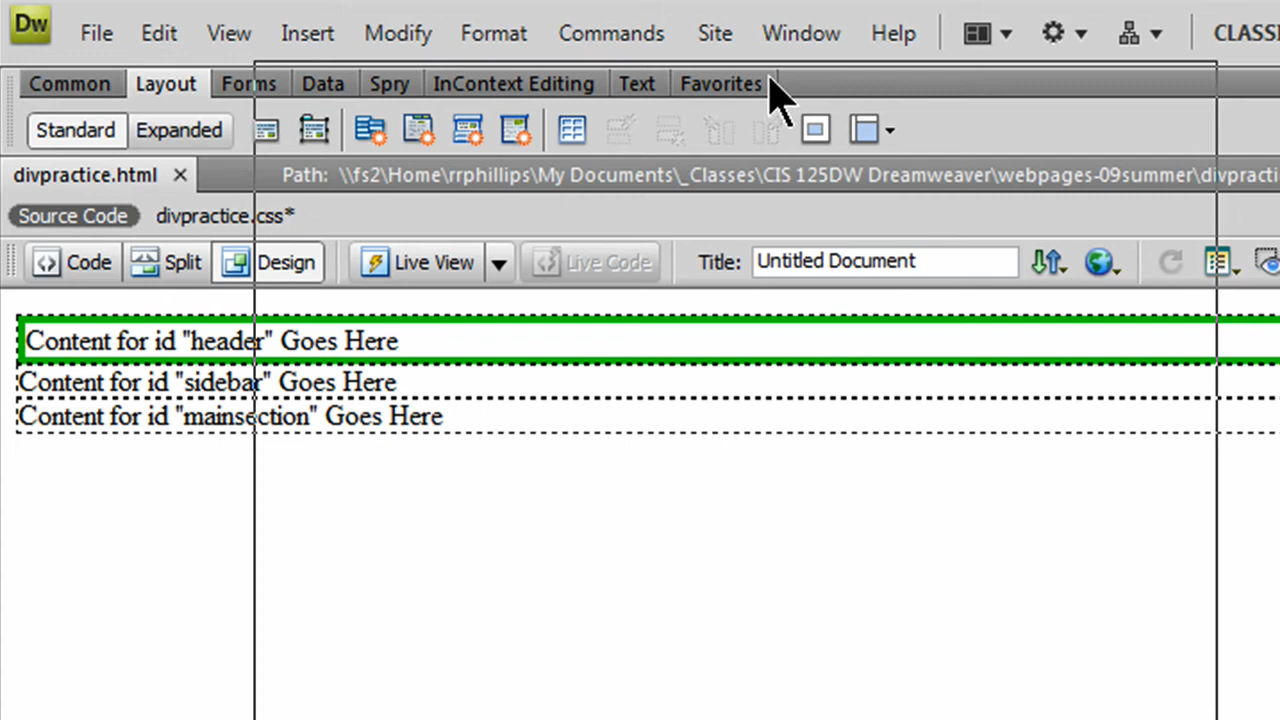 Dw File Edit View Insert Modify Format Commands Site Window Help CLASSI
Common Layout Forms Data Spry InContext Editing Text Favorites
Standard Expanded
divpractice.html Path: \\fs2\Home\rrphillips\My Documents\_Classes\CIS 125DW Dreamweaver\webpages-09summer\divpracti
Source Code divpractice.css*
Code Split Design Live View Live Code Title: Untitled Document
Content for id "header" Goes Here
Content for id "sidebar" Goes Here
Content for id "mainsection" Goes Here